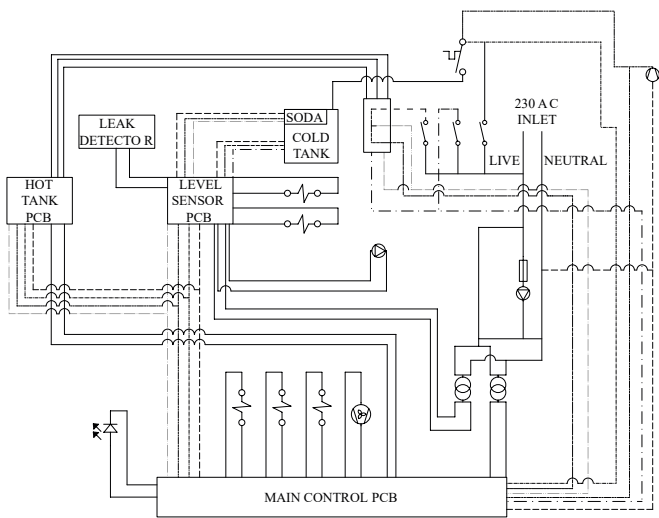 SODA
COLD
TANK
230 A C
INLET
LEAK
DETECTO R
LIVE
NEUTRAL
HOT
TANK
PCB
LEVEL
SENSOR
PCB
MAIN CONTROL PCB